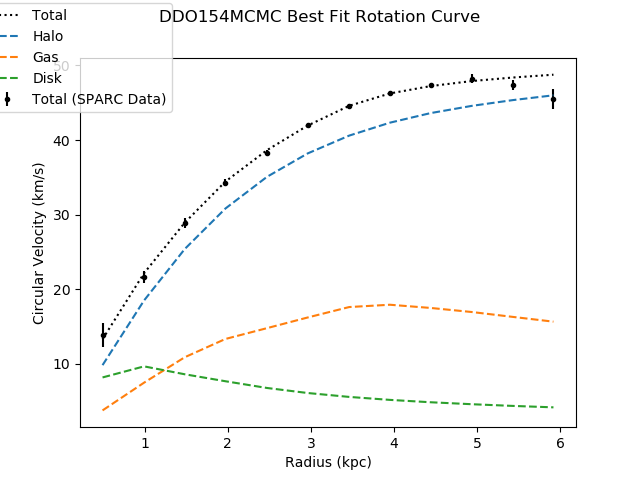 DDO154MCMC Best Fit Rotation Curve
Total
Halo
Gas
Disk
Total (SPARC Data)
50
40
30
20
10
Circular Velocity (km/s)
1 2 3 4 5 6
Radius (kpc)